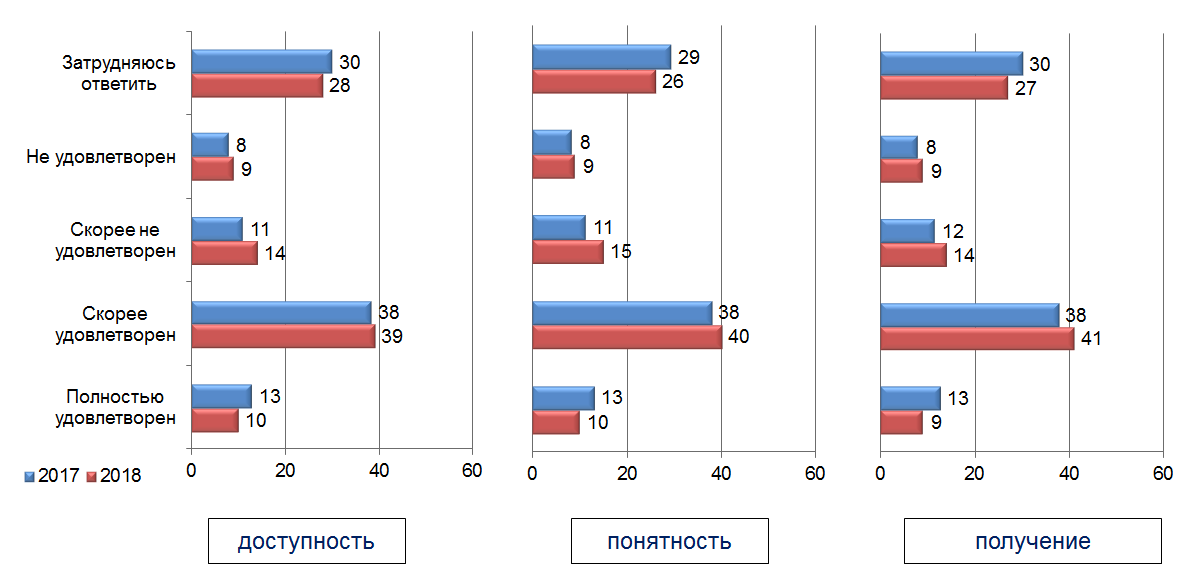 Затрудняюсь
ответить
30
28
29
26
30
27
Не удовлетворен
8
9
8
9
8
9
Скорее не
удовлетворен
11
14
11
15
12
14
Скорее
удовлетворен
38
39
38
40
38
41
Полностью
удовлетворен
13
10
13
10
13
9
0 20 40 60
0 20 40 60
0 20 40 60
2017 2018
доступность
понятность
получение